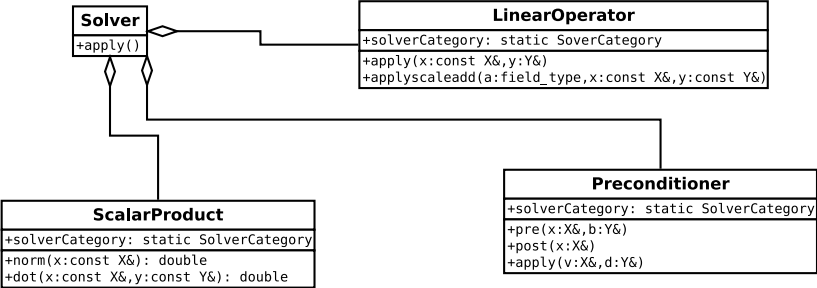 Solver
+apply()
LinearOperator
+solverCategory: static SoverCategory
+apply(x:const X&,y:Y&)
+applyscaleadd(a:field_type,x:const X&,y:const Y&)
ScalarProduct
+solverCategory: static SolverCategory
+norm(x:const X&): double
+dot(x:const X&,y:const Y&): double
Preconditioner
+solverCategory: static SolverCategory
+pre(x:X&,b:Y&)
+post(x:X&)
+apply(v:X&,d:Y&)